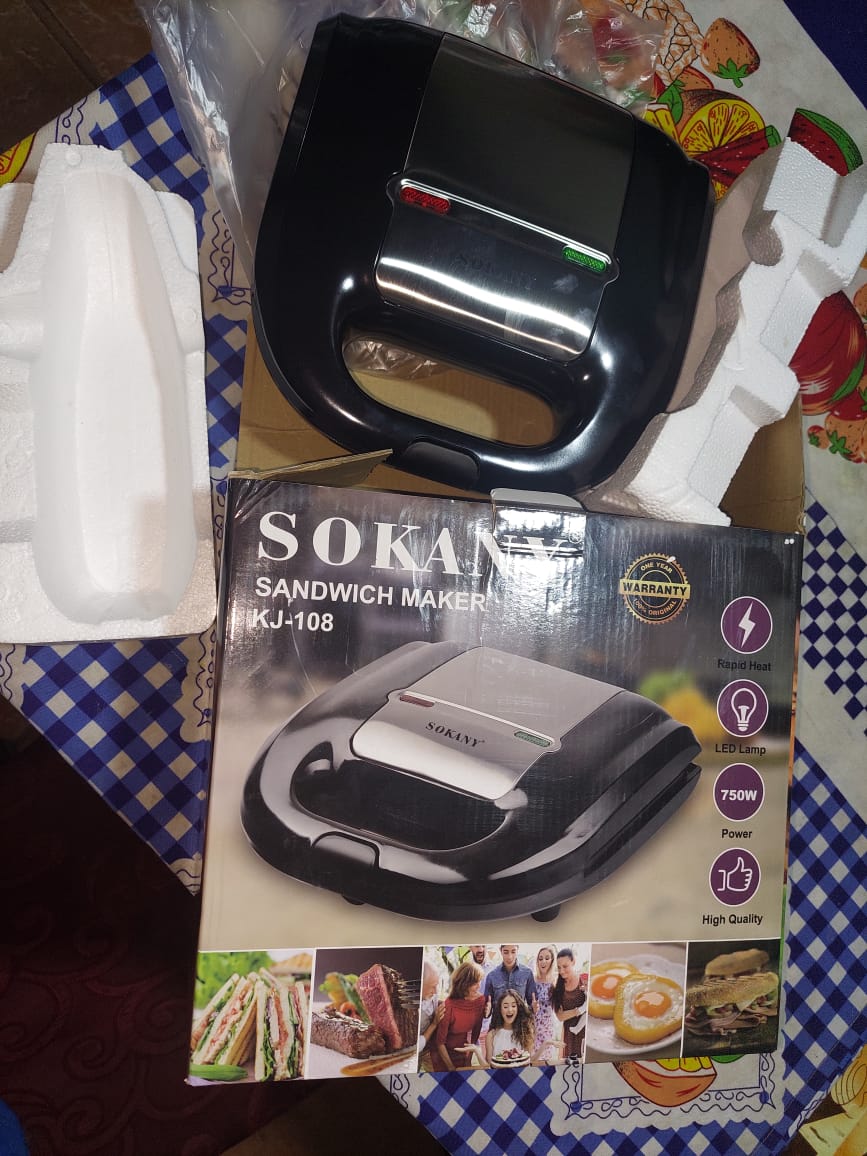 SOKANY
SOKANY
SANDWICH MAKER
KJ-108
ONE YEAR
WARRANTY
100% ORIGINAL
Rapid Heat
LED Lamp
750W
Power
High Quality
SOKANY